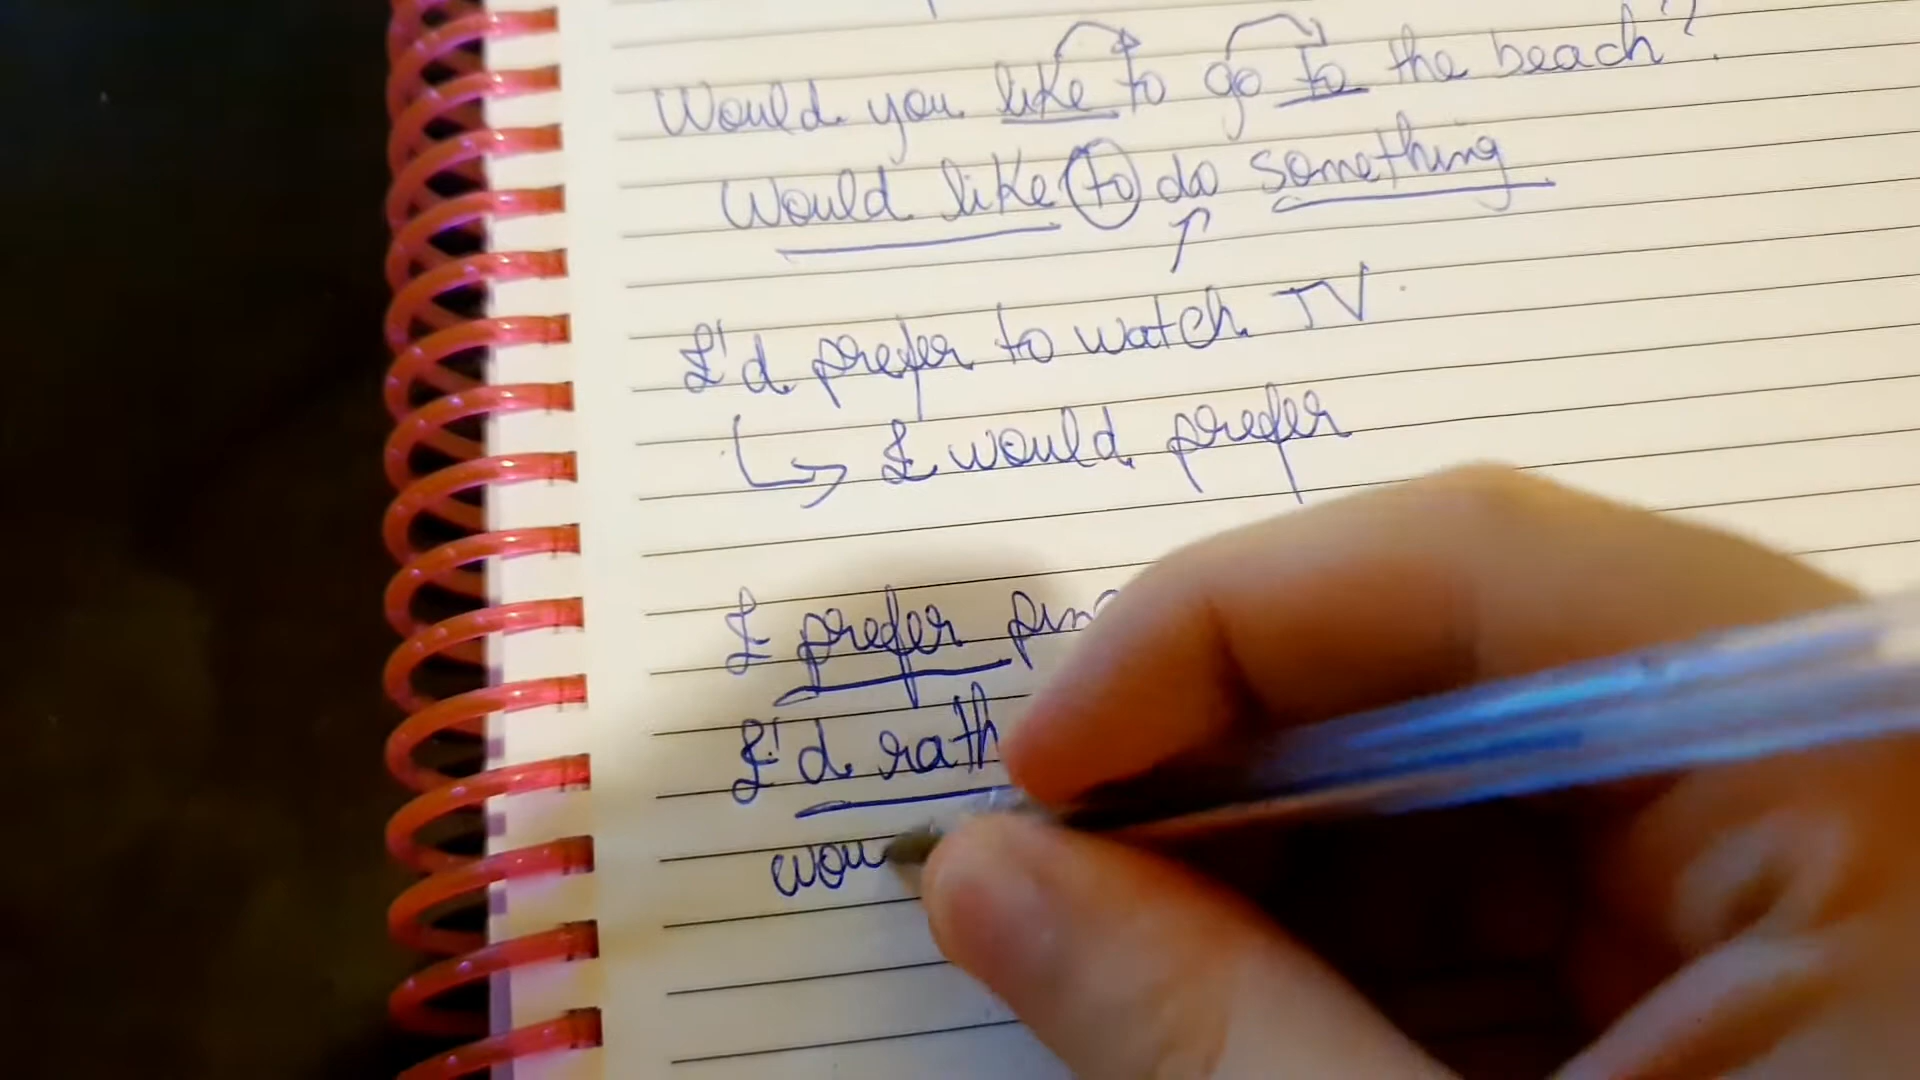 Would you like to go to the beach?
Would like to do something
I'd prefer to watch TV
I would prefer
I prefer
I'd